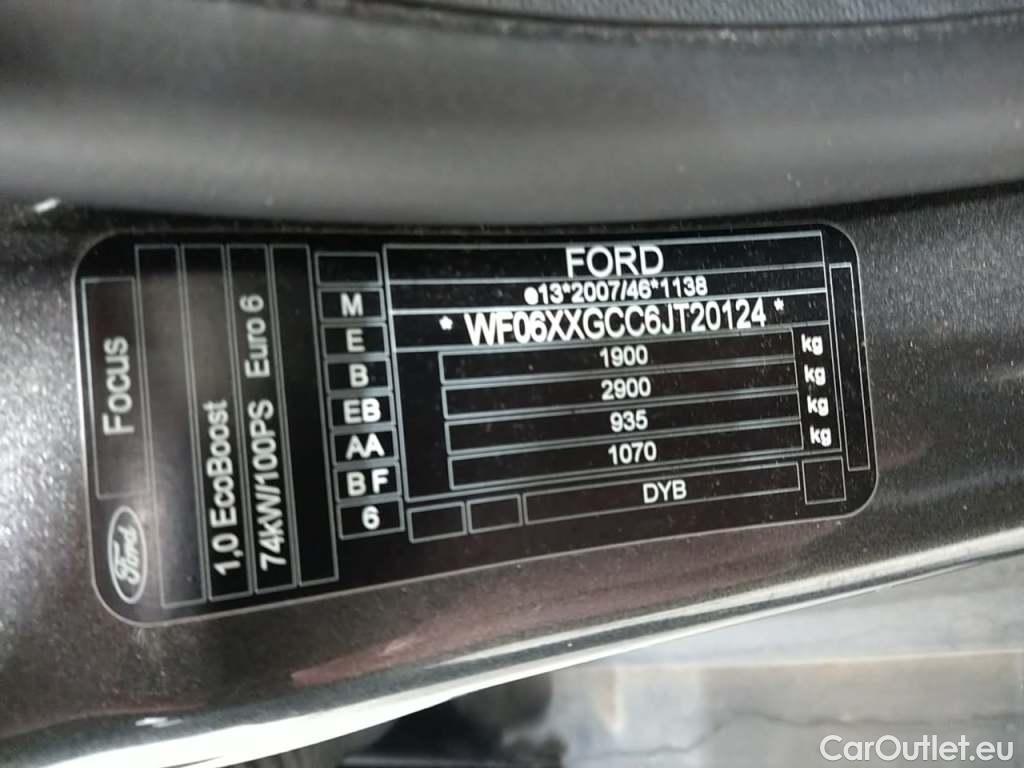 FORD
e13*2007/46*1138
* WF06XXGCC6JT20124 *
1900 kg
2900 kg
935 kg
1070 kg
DYB
M
E
B
EB
AA
B F
6
Ford Focus
1,0 EcoBoost
74kW/100PS Euro 6
CarOutlet.eu